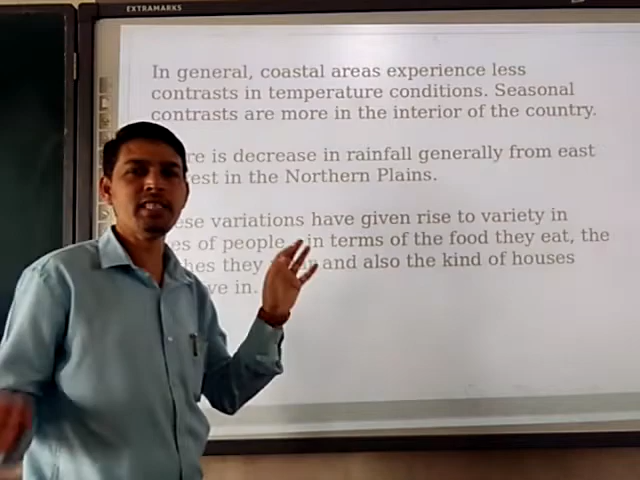 EXTRAMARKS
In general, coastal areas experience less
contrasts in temperature conditions. Seasonal
contrasts are more in the interior of the country.
re is decrease in rainfall generally from east
est in the Northern Plains.
ese variations have given rise to variety in
es of people – in terms of the food they eat, the
hes they and also the kind of houses
ve in.